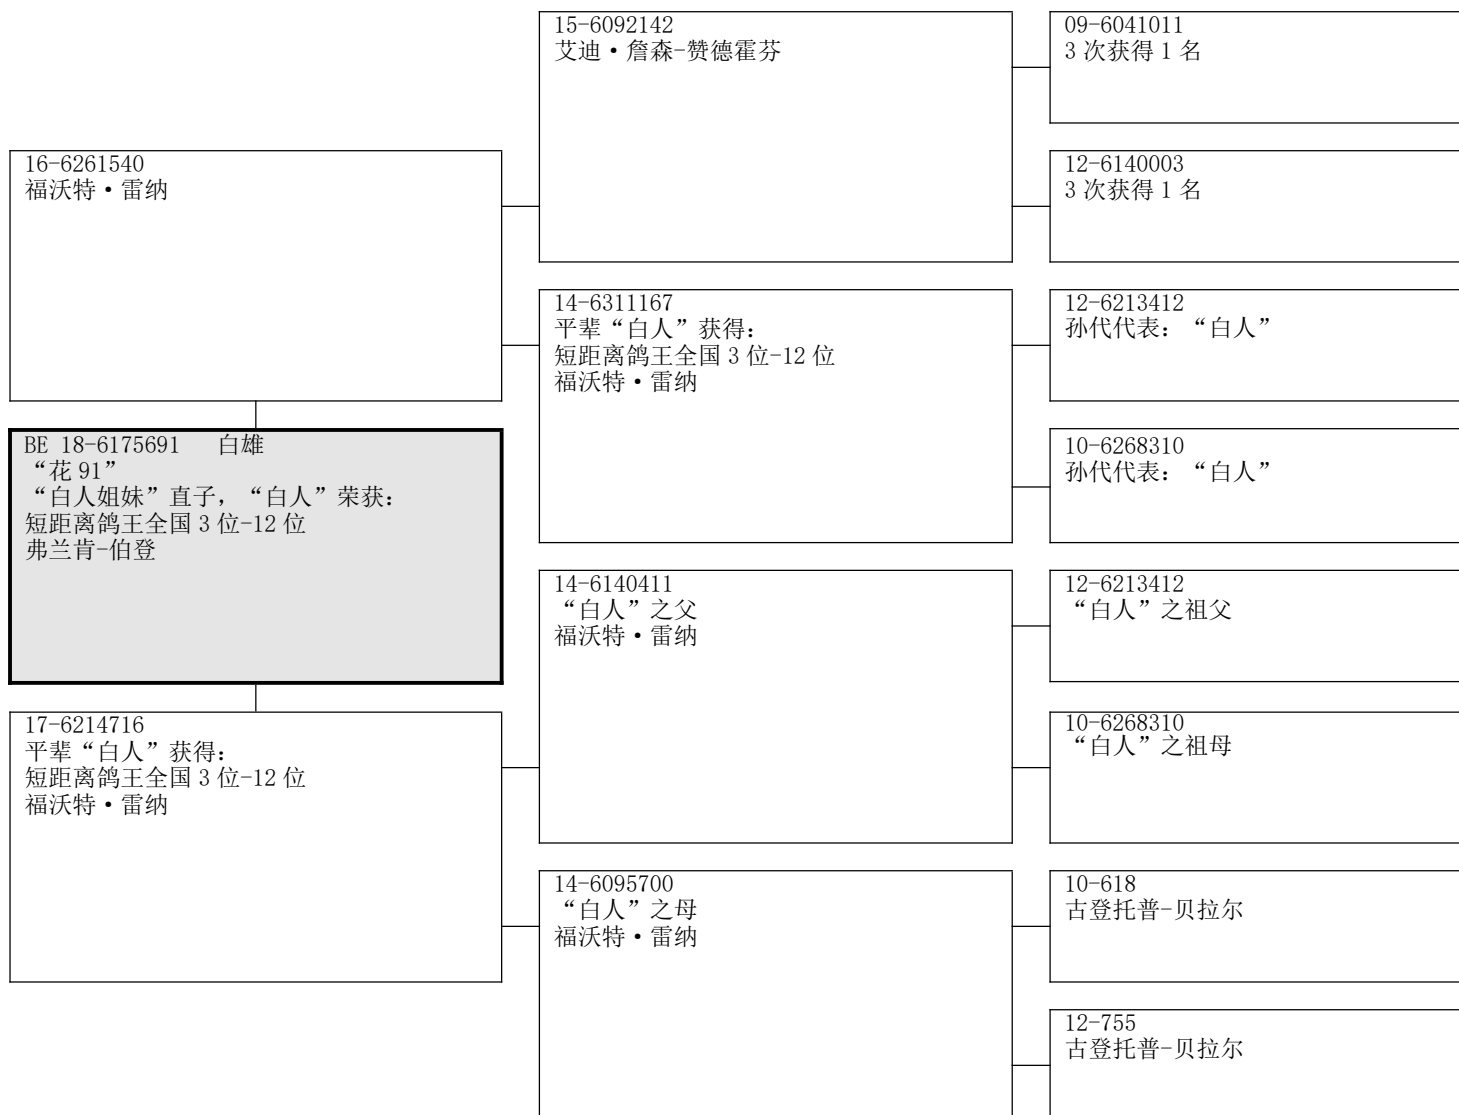 16-6261540
福沃特·雷纳
BE 18-6175691 白雄
“花 91”
“白人姐妹”直子，“白人”荣获：
短距离鸽王全国 3 位-12 位
弗兰肯-伯登
17-6214716
平辈“白人”获得：
短距离鸽王全国 3 位-12 位
福沃特·雷纳
15-6092142
艾迪·詹森-赞德霍芬
14-6311167
平辈“白人”获得：
短距离鸽王全国 3 位-12 位
福沃特·雷纳
14-6140411
“白人”之父
福沃特·雷纳
14-6095700
“白人”之母
福沃特·雷纳
09-6041011
3 次获得 1 名
12-6140003
3 次获得 1 名
12-6213412
孙代代表：“白人”
10-6268310
孙代代表：“白人”
12-6213412
“白人”之祖父
10-6268310
“白人”之祖母
10-618
古登托普-贝拉尔
12-755
古登托普-贝拉尔